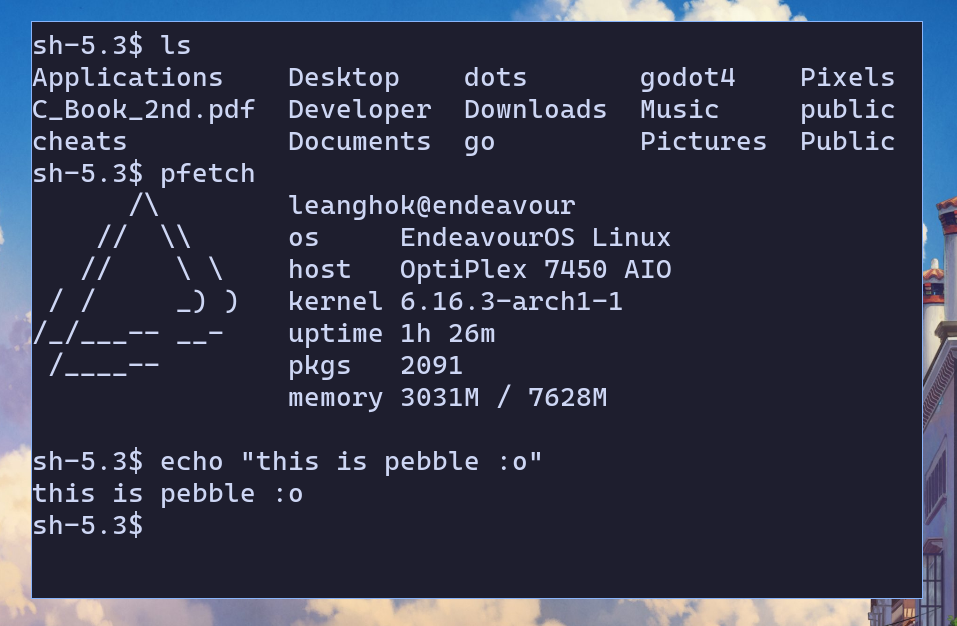 sh-5.3$ ls
Applications    Desktop    dots       godot4    Pixels
C_Book_2nd.pdf  Developer  Downloads  Music     public
cheats          Documents  go         Pictures  Public
sh-5.3$ pfetch
      /\        leanghok@endeavour
    //  \\      os     EndeavourOS Linux
   //    \ \    host   OptiPlex 7450 AIO
 / /     _) )   kernel 6.16.3-arch1-1
/_/___-- __-    uptime 1h 26m
 /____--        pkgs   2091
                memory 3031M / 7628M
sh-5.3$ echo "this is pebble :o"
this is pebble :o
sh-5.3$